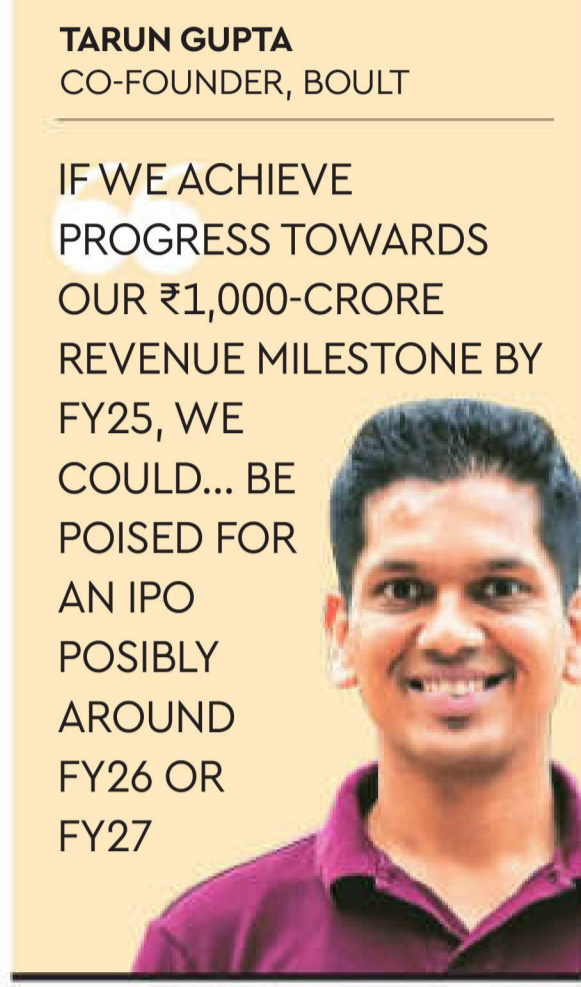 TARUN GUPTA
CO-FOUNDER, BOULT
IF WE ACHIEVE
PROGRESS TOWARDS
OUR ₹1,000-CRORE
REVENUE MILESTONE BY
FY25, WE
COULD... BE
POISED FOR
AN IPO
POSIBLY
AROUND
FY26 OR
FY27